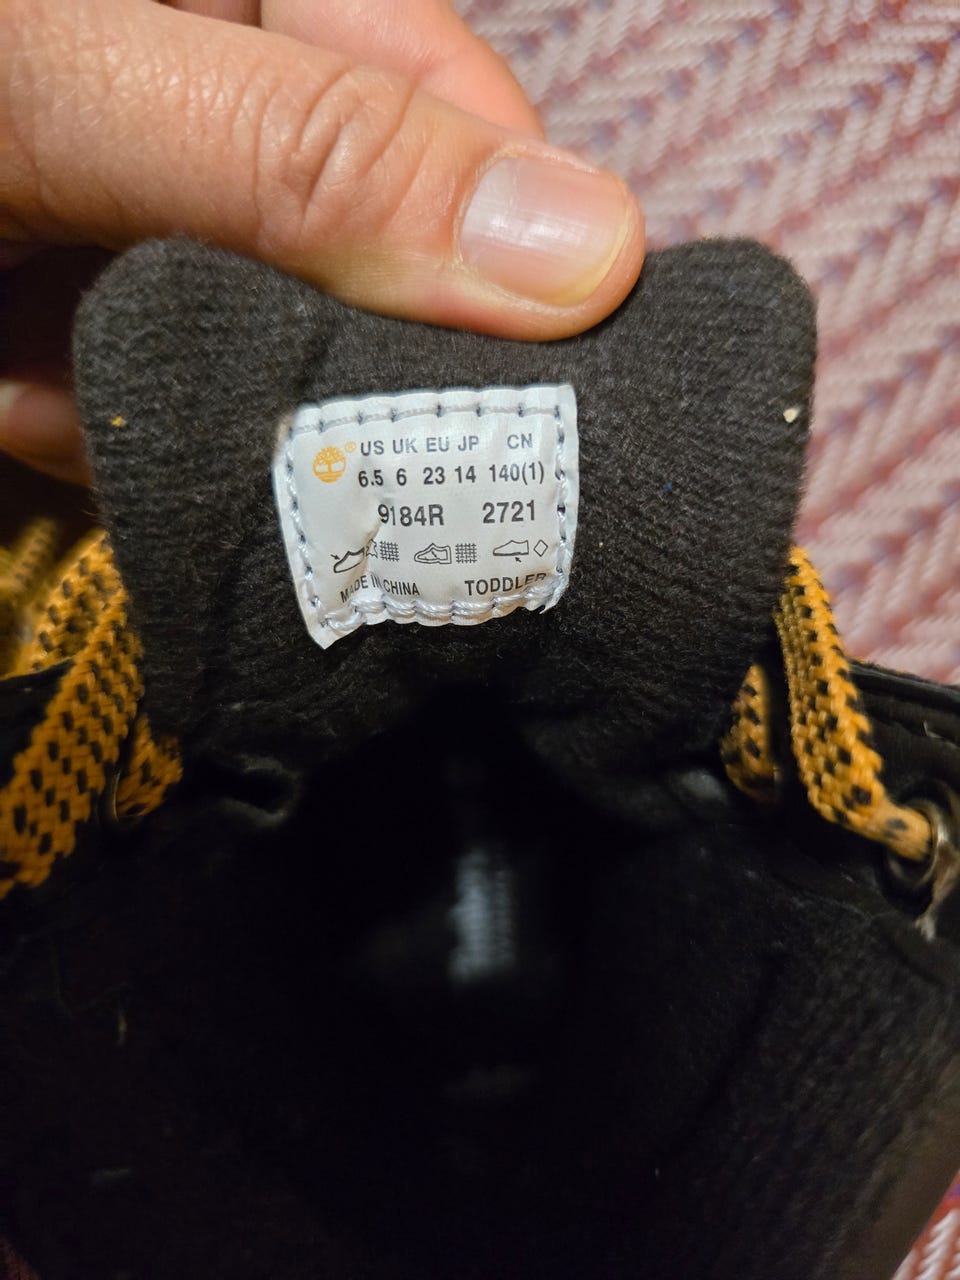 ® US UK EU JP CN
6.5 6 23 14 140(1)
9184R 2721
MADE IN CHINA TODDLER